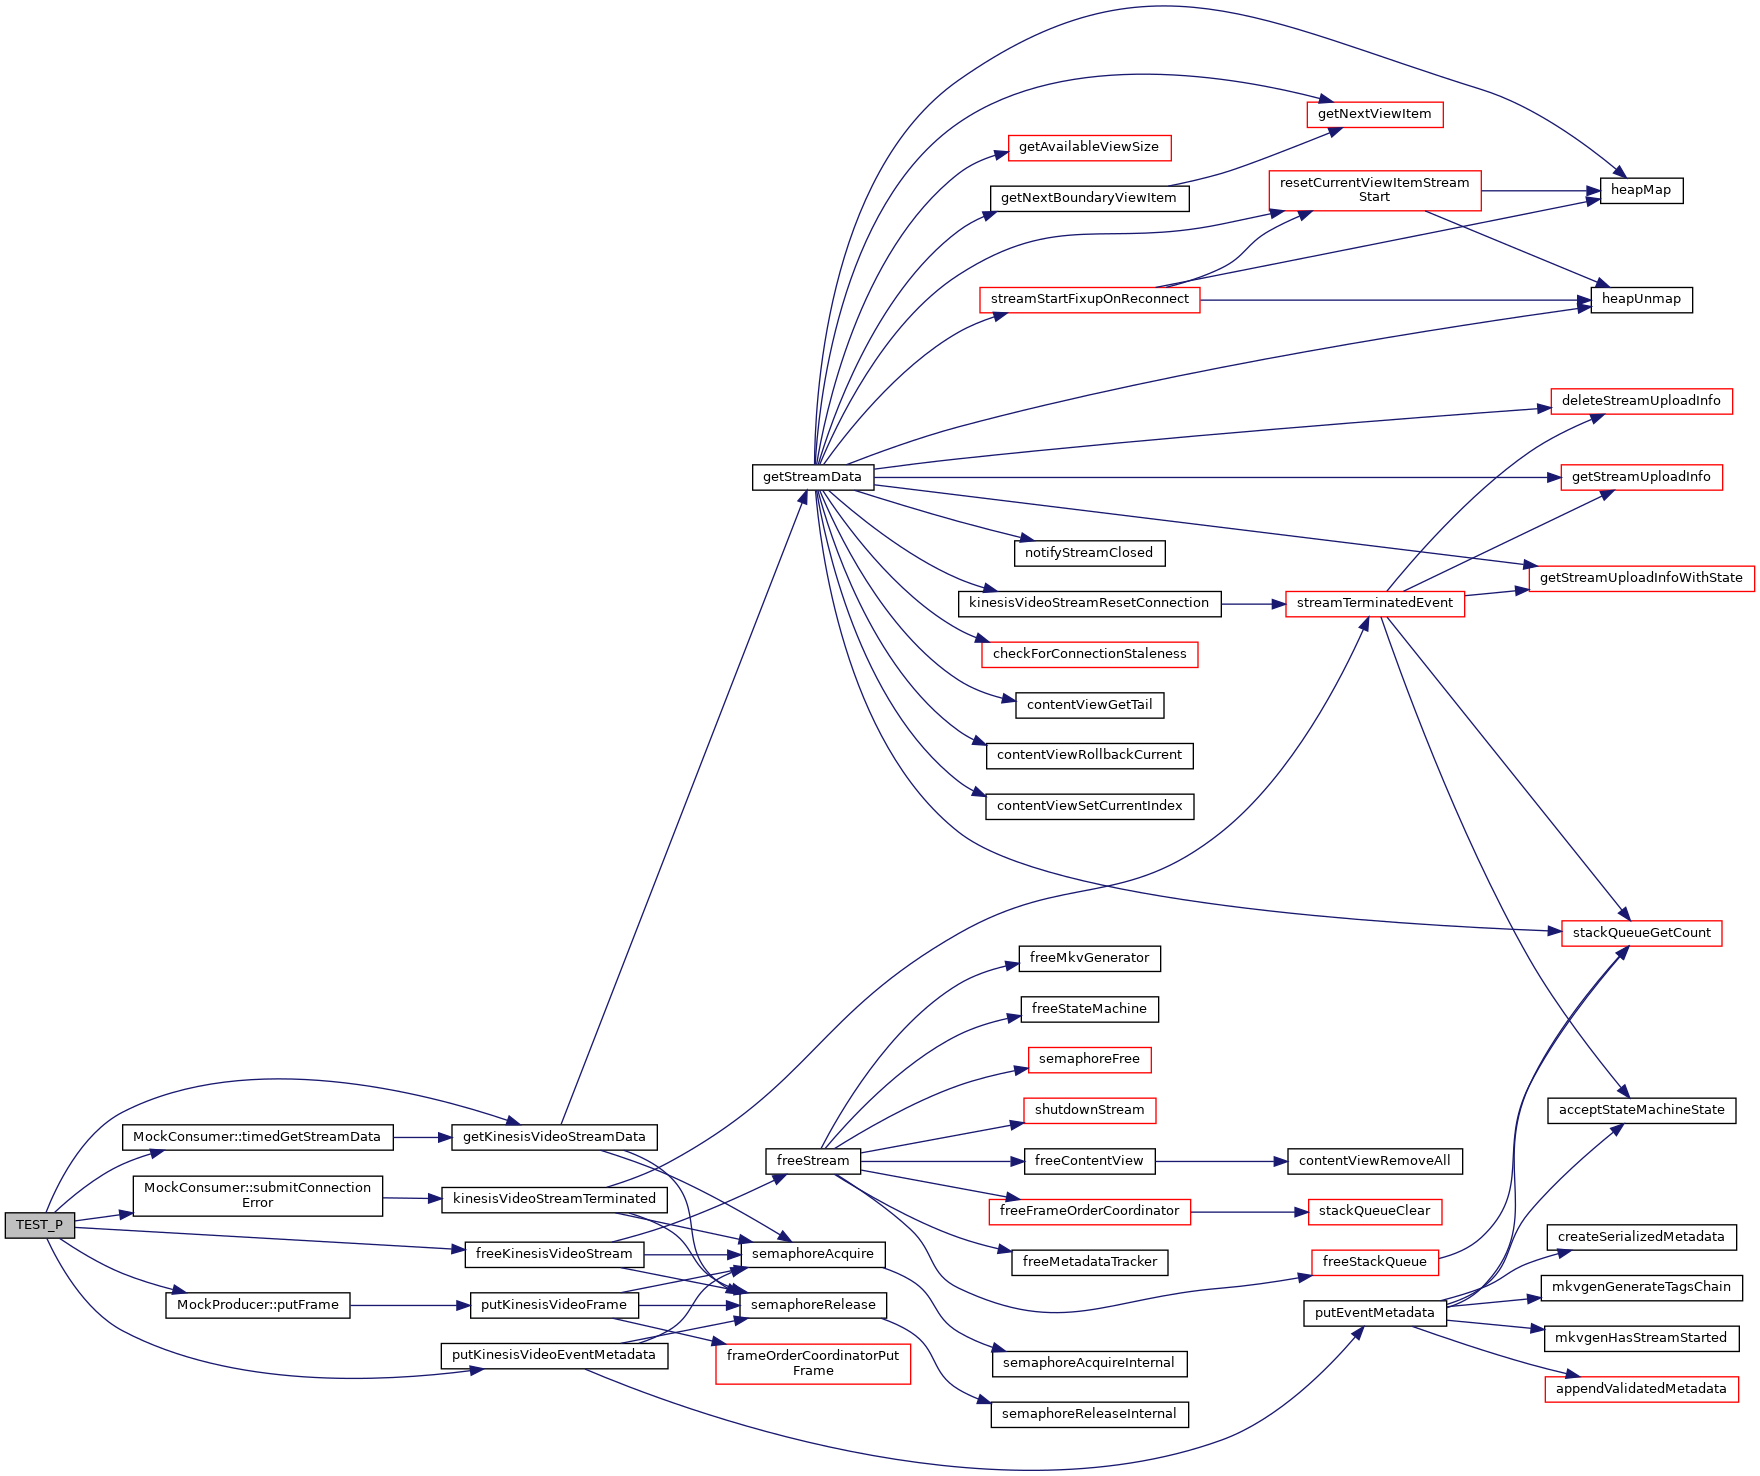 getNextViewItem
getAvailableViewSize
resetCurrentViewItemStream
Start
heapMap
getNextBoundaryViewItem
streamStartFixupOnReconnect
heapUnmap
deleteStreamUploadInfo
getStreamData
getStreamUploadInfo
notifyStreamClosed
getStreamUploadInfoWithState
kinesisVideoStreamResetConnection
streamTerminatedEvent
checkForConnectionStaleness
contentViewGetTail
contentViewRollbackCurrent
contentViewSetCurrentIndex
stackQueueGetCount
freeMkvGenerator
freeStateMachine
semaphoreFree
shutdownStream
acceptStateMachineState
MockConsumer::timedGetStreamData
getKinesisVideoStreamData
freeStream
freeContentView
contentViewRemoveAll
MockConsumer::submitConnection
Error
kinesisVideoStreamTerminated
freeFrameOrderCoordinator
stackQueueClear
TEST_P
createSerializedMetadata
freeKinesisVideoStream
semaphoreAcquire
freeMetadataTracker
freeStackQueue
mkvgenGenerateTagsChain
MockProducer::putFrame
putKinesisVideoFrame
semaphoreRelease
putEventMetadata
mkvgenHasStreamStarted
putKinesisVideoEventMetadata
frameOrderCoordinatorPut
Frame
semaphoreAcquireInternal
appendValidatedMetadata
semaphoreReleaseInternal